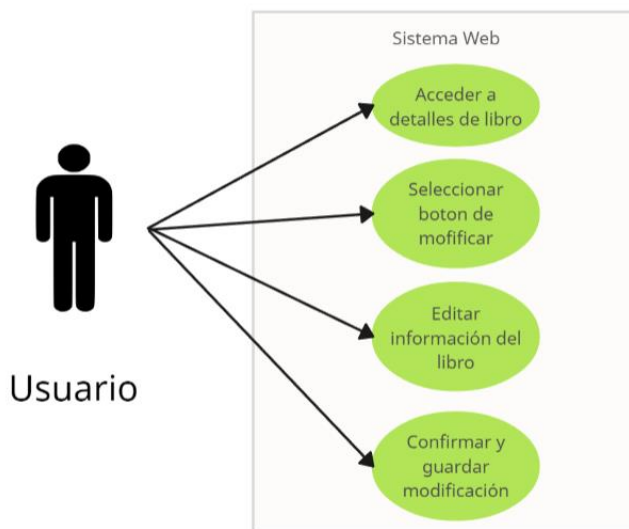 Sistema Web
Acceder a
detalles de libro
Seleccionar
boton de
mofificar
Editar
información del
libro
Confirmar y
guardar
modificación
Usuario